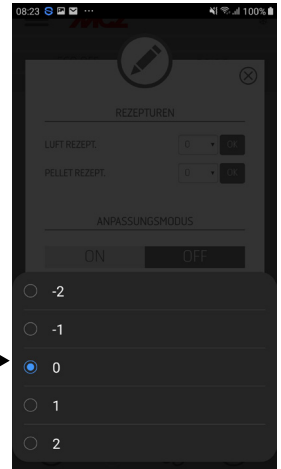 08:23 S ... 100%
MCZ
REZEPTUREN
LUFT REZEPT. 0 OK
PELLET REZEPT. 0 OK
ANPASSUNGSMODUS
ON OFF
-2
-1
0
1
2